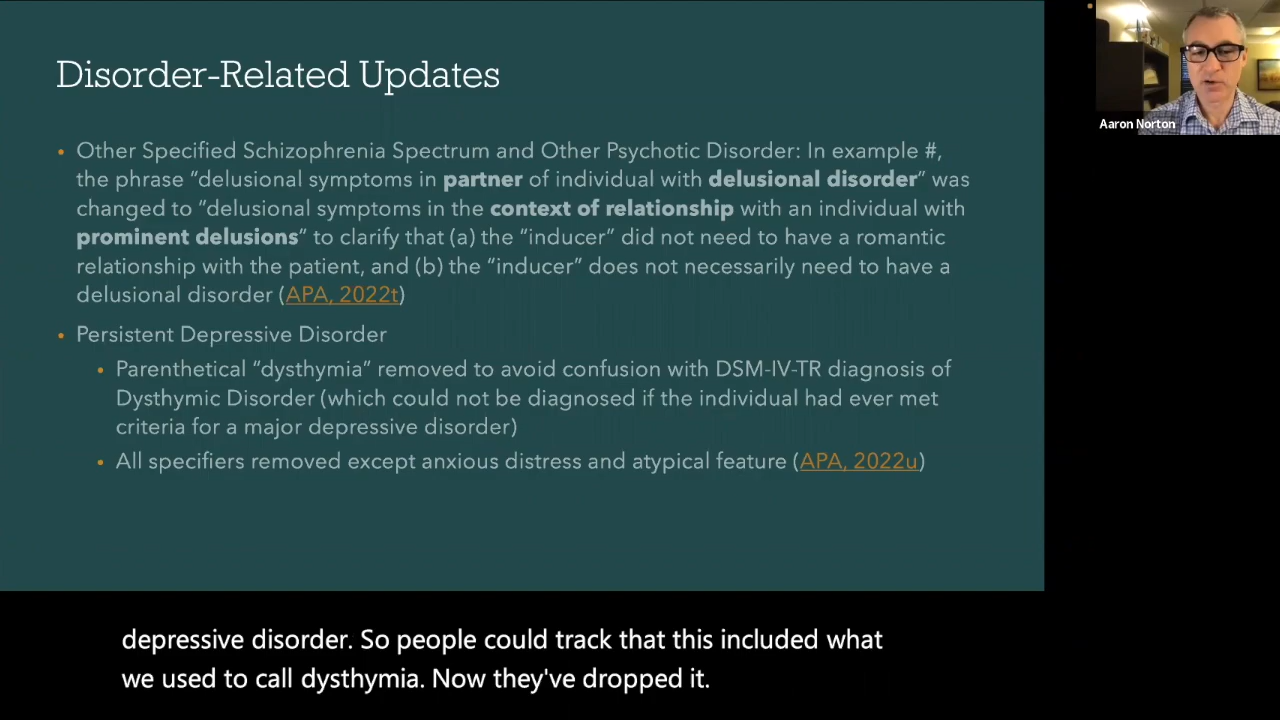 Disorder-Related Updates
Aaron Norton
• Other Specified Schizophrenia Spectrum and Other Psychotic Disorder: In example #,
the phrase “delusional symptoms in partner of individual with delusional disorder” was
changed to “delusional symptoms in the context of relationship with an individual with
prominent delusions” to clarify that (a) the “inducer” did not need to have a romantic
relationship with the patient, and (b) the “inducer” does not necessarily need to have a
delusional disorder (APA, 2022t)
• Persistent Depressive Disorder
• Parenthetical “dysthymia” removed to avoid confusion with DSM-IV-TR diagnosis of
Dysthymic Disorder (which could not be diagnosed if the individual had ever met
criteria for a major depressive disorder)
• All specifiers removed except anxious distress and atypical feature (APA, 2022u)
depressive disorder. So people could track that this included what
we used to call dysthymia. Now they've dropped it.